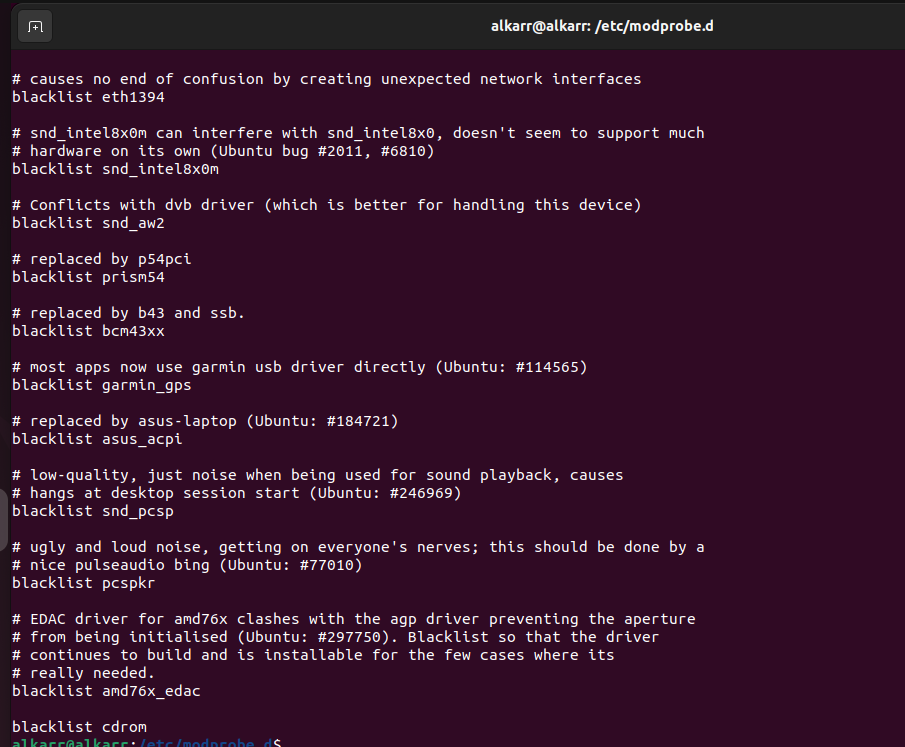 alkarr@alkarr: /etc/modprobe.d
# causes no end of confusion by creating unexpected network interfaces
blacklist eth1394
# snd_intel8x0m can interfere with snd_intel8x0, doesn't seem to support much
# hardware on its own (Ubuntu bug #2011, #6810)
blacklist snd_intel8x0m
# Conflicts with dvb driver (which is better for handling this device)
blacklist snd_aw2
# replaced by p54pci
blacklist prism54
# replaced by b43 and ssb.
blacklist bcm43xx
# most apps now use garmin usb driver directly (Ubuntu: #114565)
blacklist garmin_gps
# replaced by asus-laptop (Ubuntu: #184721)
blacklist asus_acpi
# low-quality, just noise when being used for sound playback, causes
# hangs at desktop session start (Ubuntu: #246969)
blacklist snd_pcsp
# ugly and loud noise, getting on everyone's nerves; this should be done by a
# nice pulseaudio bing (Ubuntu: #77010)
blacklist pcspkr
# EDAC driver for amd76x clashes with the agp driver preventing the aperture
# from being initialised (Ubuntu: #297750). Blacklist so that the driver
# continues to build and is installable for the few cases where its
# really needed.
blacklist amd76x_edac
blacklist cdrom
alkarr@alkarr:/etc/modprobe.d$